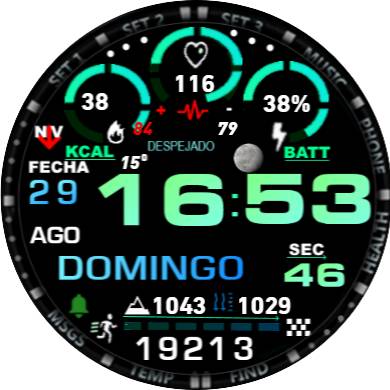 SET 1 SET 2 SET 3 MUSIC PHONE HEALTH FIND TEMP MSGS
116
38
38%
+ -
84 79
NV
KCAL
15°
DESPEJADO
BATT
FECHA
29
16:53
AGO
DOMINGO
SEC
46
1043 1029
19213